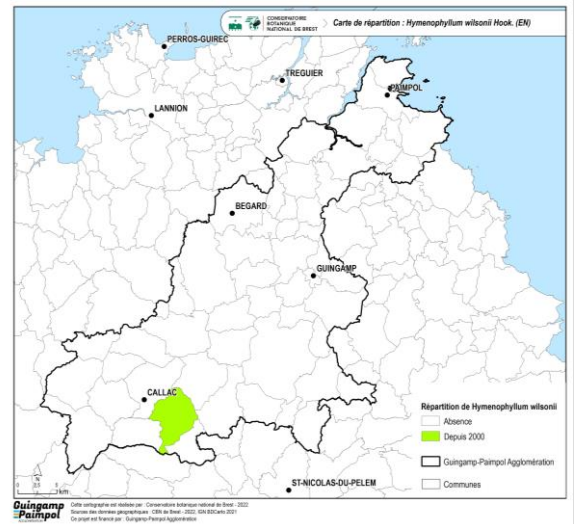 CONSERVATOIRE
BOTANIQUE
NATIONAL DE BREST
Carte de répartition : Hymenophyllum wilsonii Hook. (EN)
PERROS-GUIREC
TREGUIER
PAIMPOL
LANNION
BEGARD
GUINGAMP
CALLAC
ST-NICOLAS-DU-PELEM
Répartition de Hymenophyllum wilsonii
Absence
Depuis 2000
Guingamp-Paimpol Agglomération
Communes
N
km
Guingamp
Paimpol
Cette cartographie est réalisée par : Conservatoire botanique national de Brest - 2022
Sources des données géographiques : CBN de Brest - 2022, IGN BDCarto 2021
Ce projet est financé par : Guingamp-Paimpol Agglomération